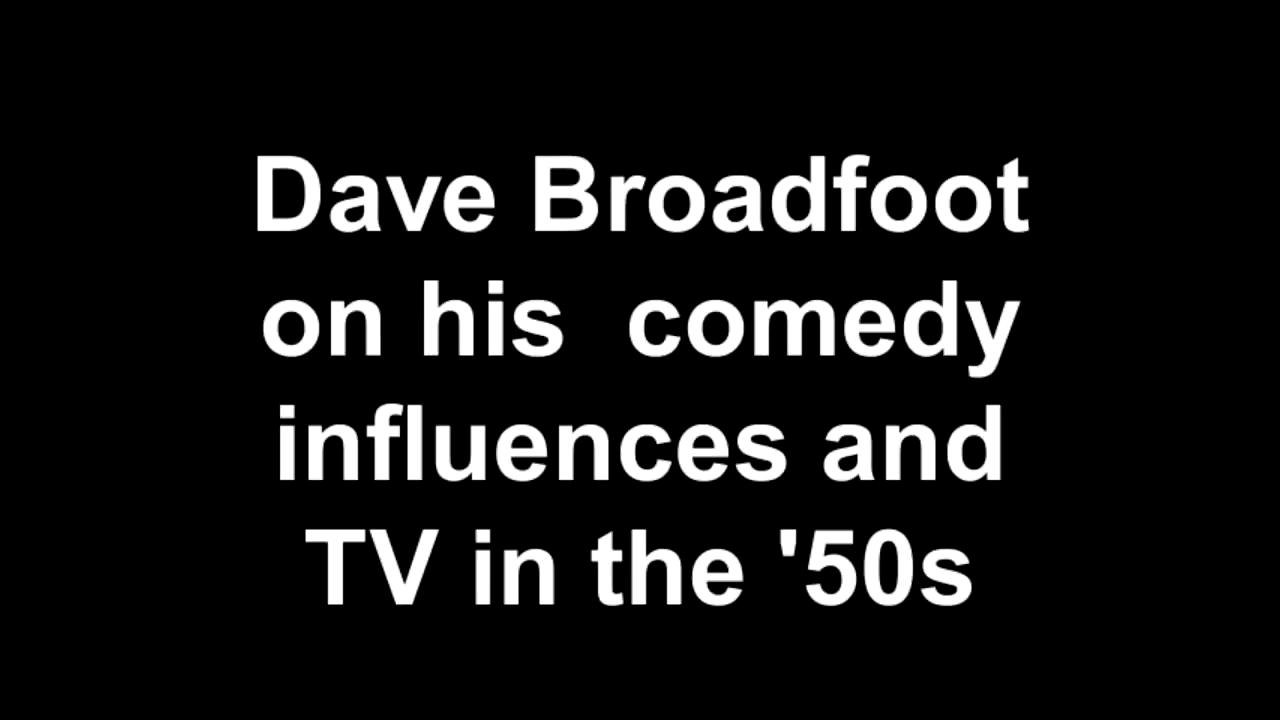 Dave Broadfoot
on his  comedy
influences and
TV in the '50s